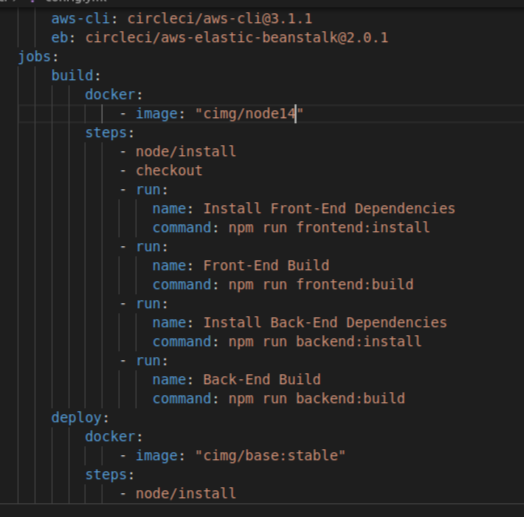 aws-cli: circleci/aws-cli@3.1.1
eb: circleci/aws-elastic-beanstalk@2.0.1
jobs:
build:
docker:
- image: "cimg/node14"
steps:
- node/install
- checkout
- run:
name: Install Front-End Dependencies
command: npm run frontend:install
- run:
name: Front-End Build
command: npm run frontend:build
- run:
name: Install Back-End Dependencies
command: npm run backend:install
- run:
name: Back-End Build
command: npm run backend:build
deploy:
docker:
- image: "cimg/base:stable"
steps:
- node/install